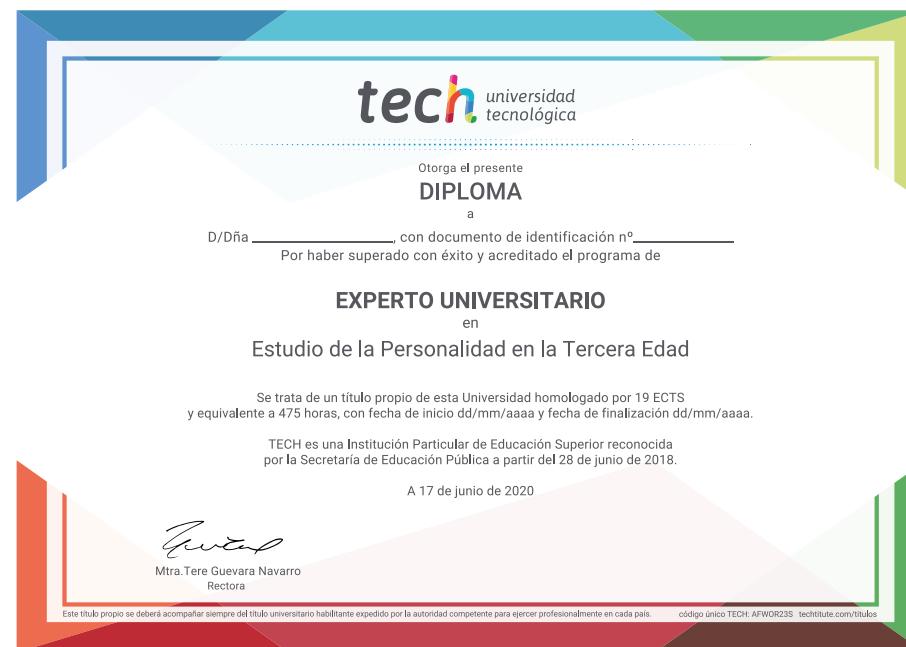 tech universidad
tecnológica
Otorga el presente
DIPLOMA
a
D/Dña ____________________, con documento de identificación nº______________
Por haber superado con éxito y acreditado el programa de
EXPERTO UNIVERSITARIO
en
Estudio de la Personalidad en la Tercera Edad
Se trata de un título propio de esta Universidad homologado por 19 ECTS
y equivalente a 475 horas, con fecha de inicio dd/mm/aaaa y fecha de finalización dd/mm/aaaa.
TECH es una Institución Particular de Educación Superior reconocida
por la Secretaría de Educación Pública a partir del 28 de junio de 2018.
A 17 de junio de 2020
Mtra.Tere Guevara Navarro
Rectora
Este título propio se deberá acompañar siempre del título universitario habilitante expedido por la autoridad competente para ejercer profesionalmente en cada país. código único TECH: AFWOR23S techtitute.com/títulos